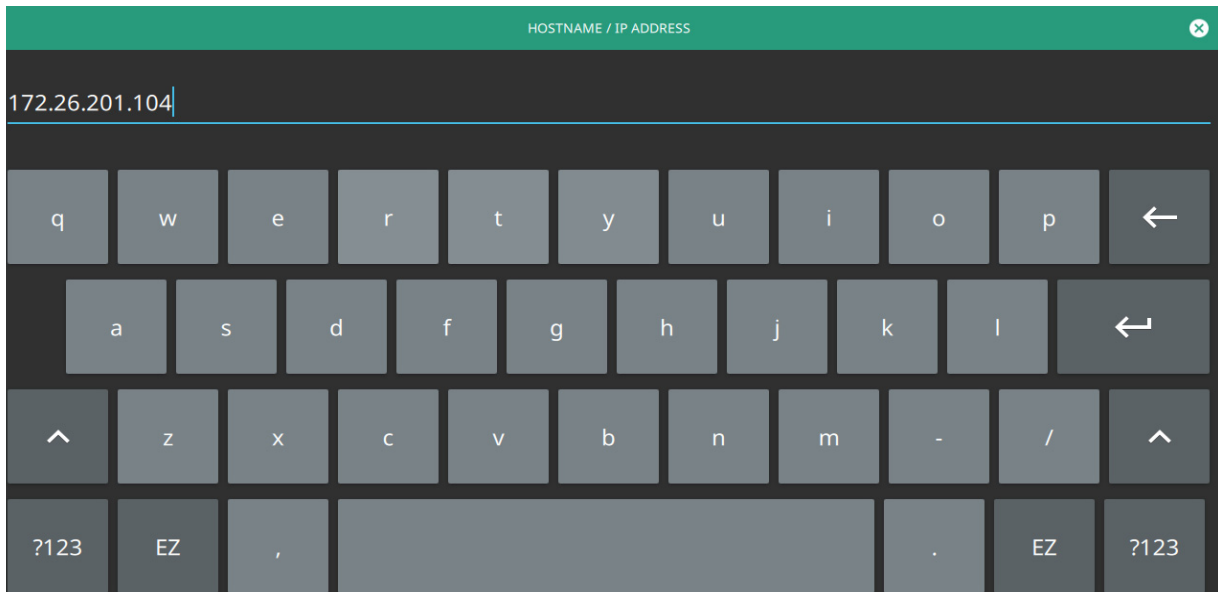 HOSTNAME / IP ADDRESS
172.26.201.104
q w e r t y u i o p
a s d f g h j k l
z x c v b n m - /
?123 EZ , . EZ ?123